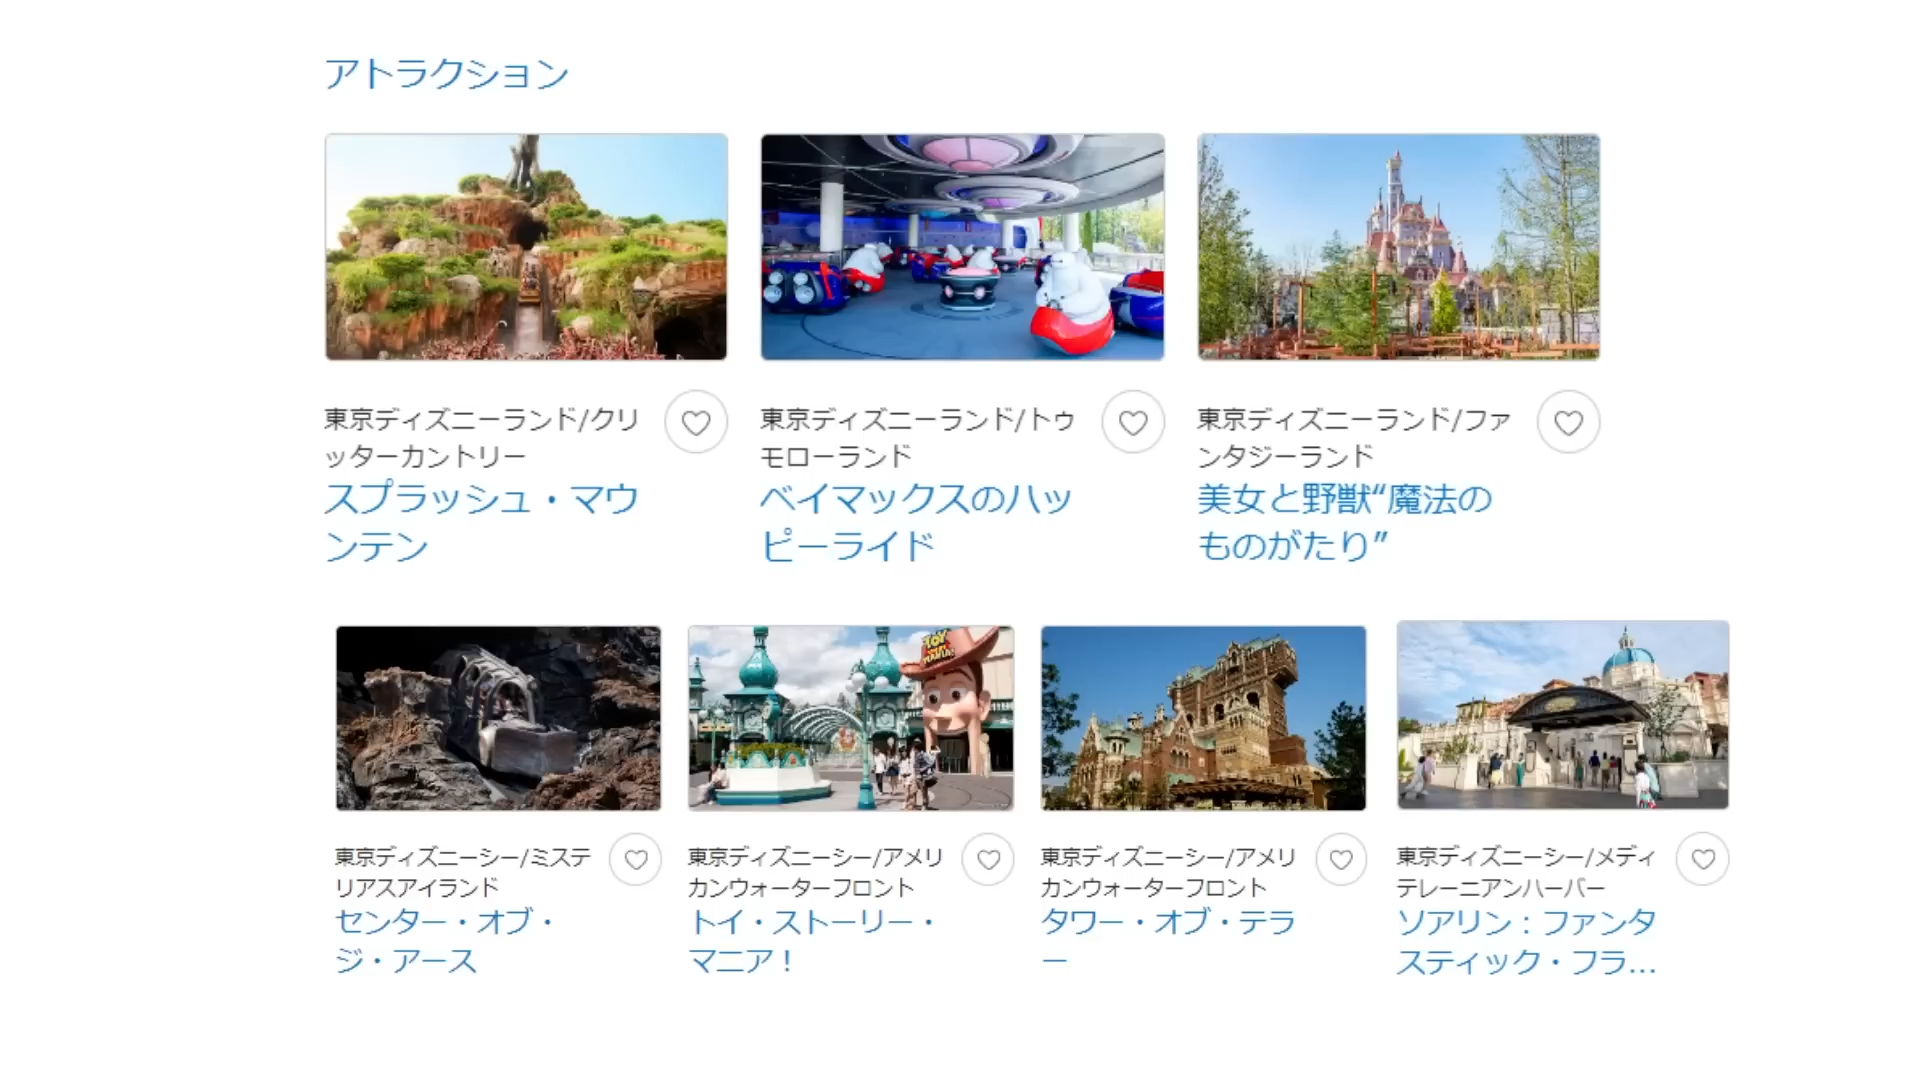 アトラクション
東京ディズニーランド/クリ
ッターカントリー
スプラッシュ・マウ
ンテン
東京ディズニーランド/トゥ
モローランド
ベイマックスのハッ
ピーライド
東京ディズニーランド/ファ
ンタジーランド
美女と野獣“魔法の
ものがたり”
TOY
東京ディズニーシー/ミステ
リアスアイランド
センター・オブ・
ジ・アース
東京ディズニーシー/アメリ
カンウォーターフロント
トイ・ストーリー・
マニア！
東京ディズニーシー/アメリ
カンウォーターフロント
タワー・オブ・テラ
ー
東京ディズニーシー/メディ
テレーニアンハーバー
ソアリン：ファンタ
スティック・フラ…